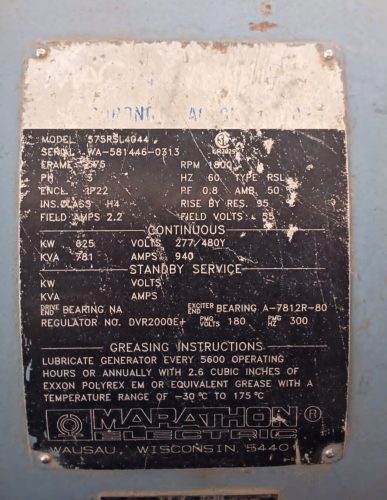 MODEL 575RSL4044
SERIAL WA-581446-0313
FRAME 575 RPM 1800
PH 3 HZ 60 TYPE RSL
ENCL. IP22 PF 0.8 AMB. 50
INS.CLASS H4 RISE BY RES. 95
FIELD AMPS 2.2 FIELD VOLTS 55
CONTINUOUS
KW 625 VOLTS 277/480Y
KVA 781 AMPS 940
STANDBY SERVICE
KW VOLTS
KVA AMPS
DRIVE END BEARING NA EXCITER END BEARING A-7812R-80
REGULATOR NO. DVR2000E+ PMG VOLTS 180 PMG HZ 300
GREASING INSTRUCTIONS
LUBRICATE GENERATOR EVERY 5600 OPERATING
HOURS OR ANNUALLY WITH 2.6 CUBIC INCHES OF
EXXON POLYREX EM OR EQUIVALENT GREASE WITH A
TEMPERATURE RANGE OF -30°C TO 175°C
MARATHON®
ELECTRIC
WAUSAU, WISCONSIN 5440